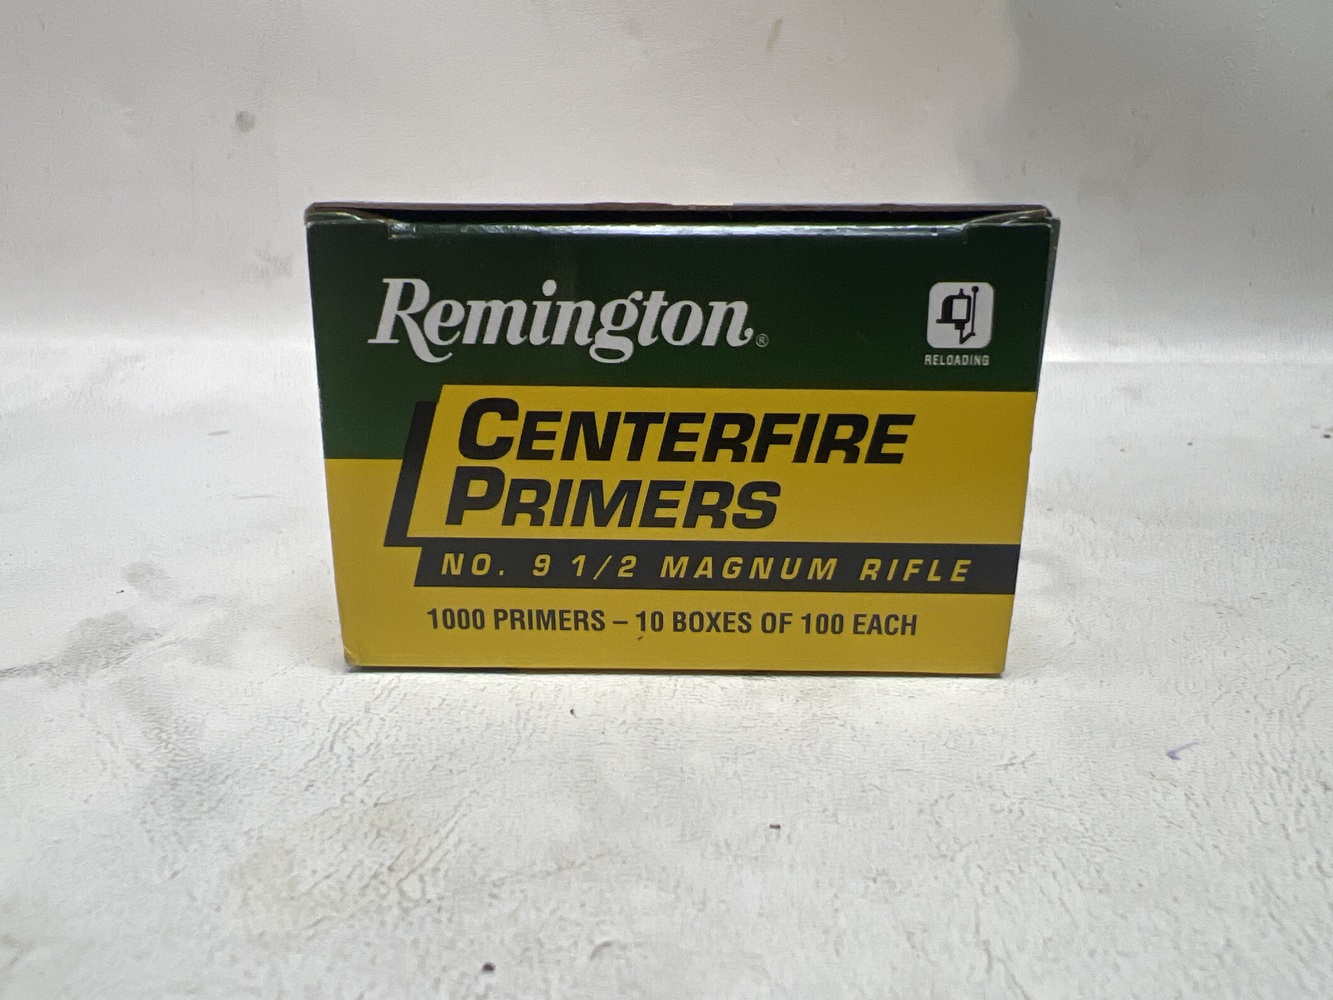 Remington®
RELOADING
CENTERFIRE
PRIMERS
NO. 9 1/2 MAGNUM RIFLE
1000 PRIMERS – 10 BOXES OF 100 EACH